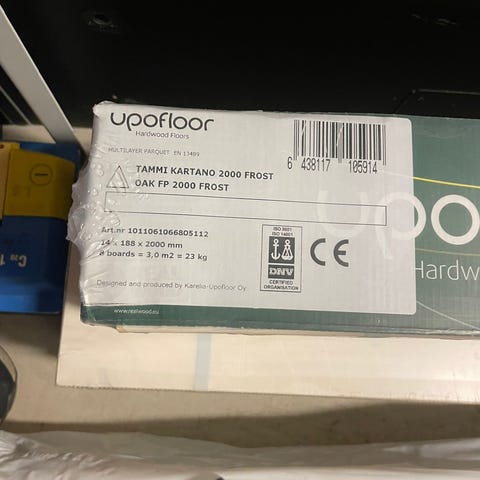 upofloor
Hardwood Floors
MULTILAYER PARQUET EN 13489
TAMMI KARTANO 2000 FROST
OAK FP 2000 FROST
6 438117 105914
Art.nr 1011061066805112
14 x 188 x 2000 mm
8 boards = 3,0 m2 = 23 kg
ISO 9001
ISO 14001
DNV
CERTIFIED
ORGANISATION
CE
Designed and produced by Karelia-Upofloor Oy
www.realwood.eu
upo
Hardw